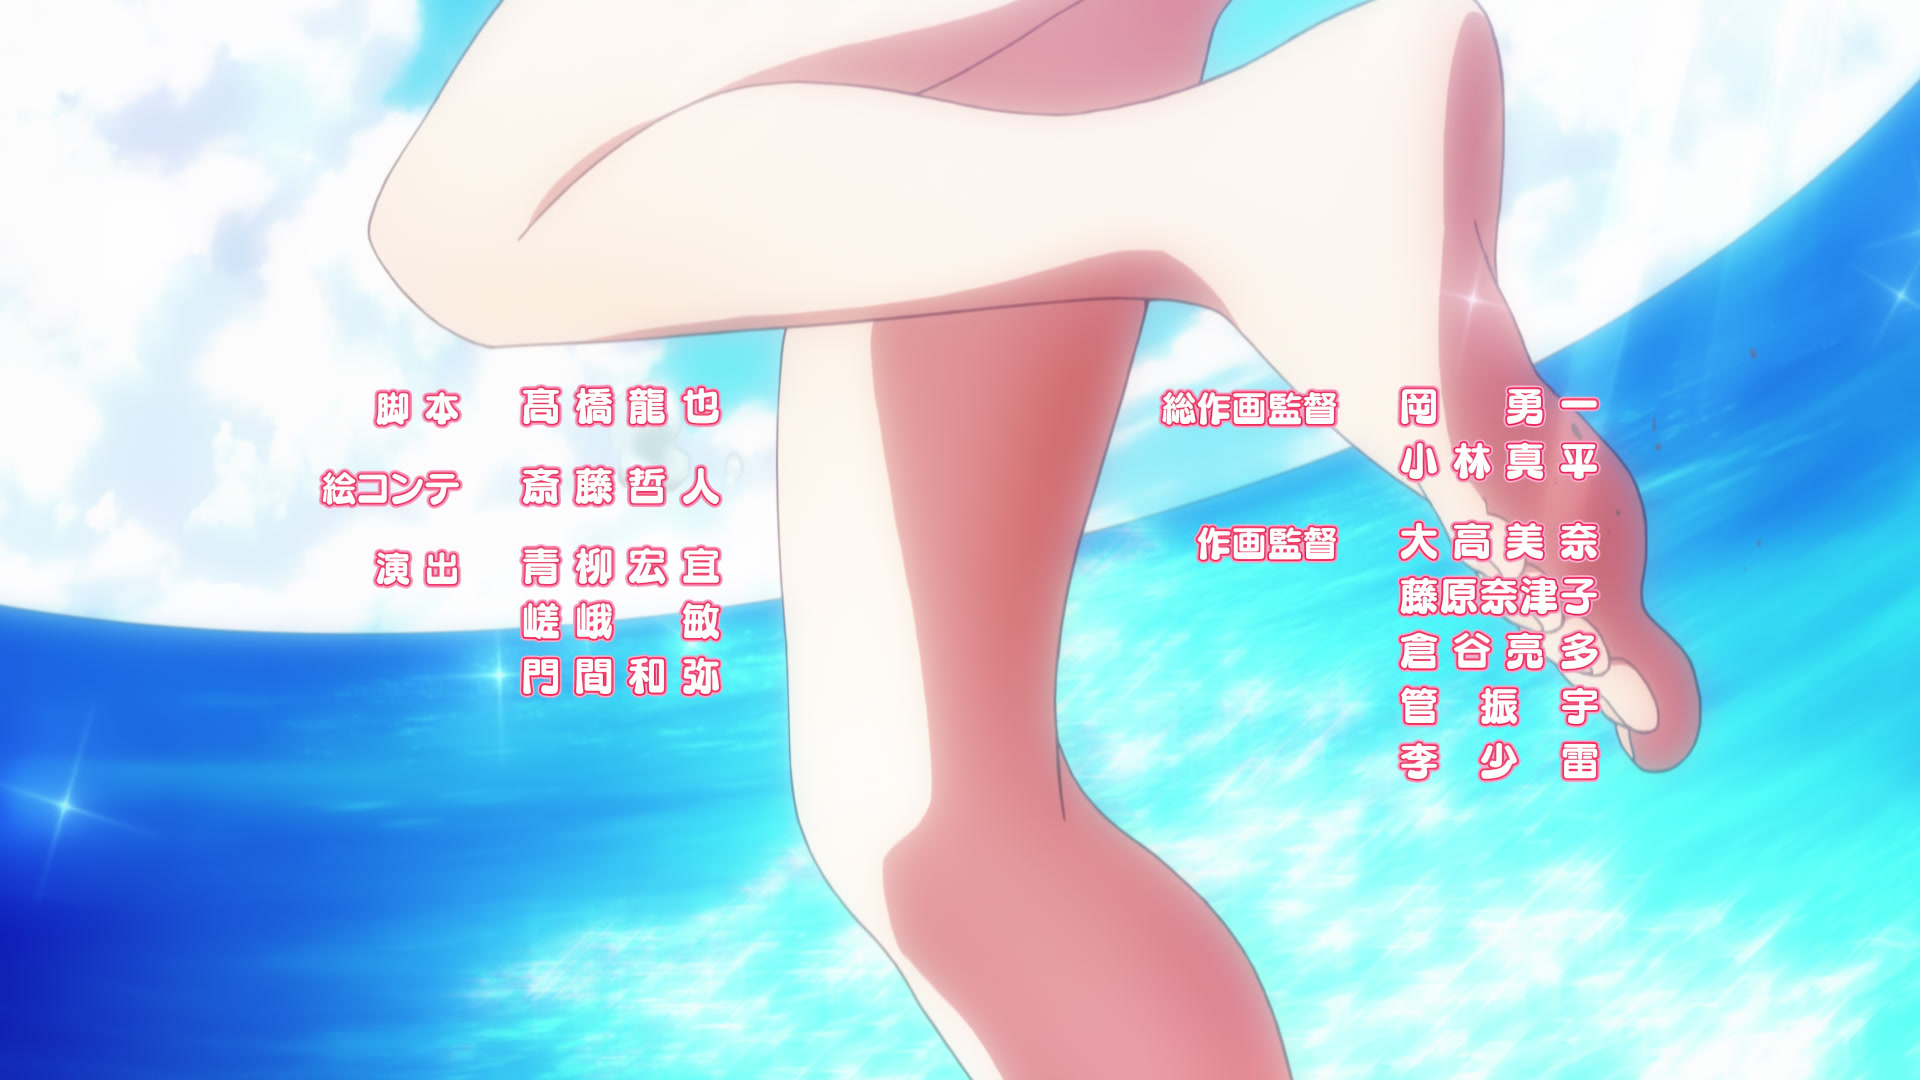 脚本 髙橋龍也
絵コンテ 斎藤哲人
演出 青柳宏宜
嵯峨 敏
門間和弥
総作画監督 岡 勇一
小林真平
作画監督 大高美奈
藤原奈津子
倉谷亮多
管振宇
李少雷